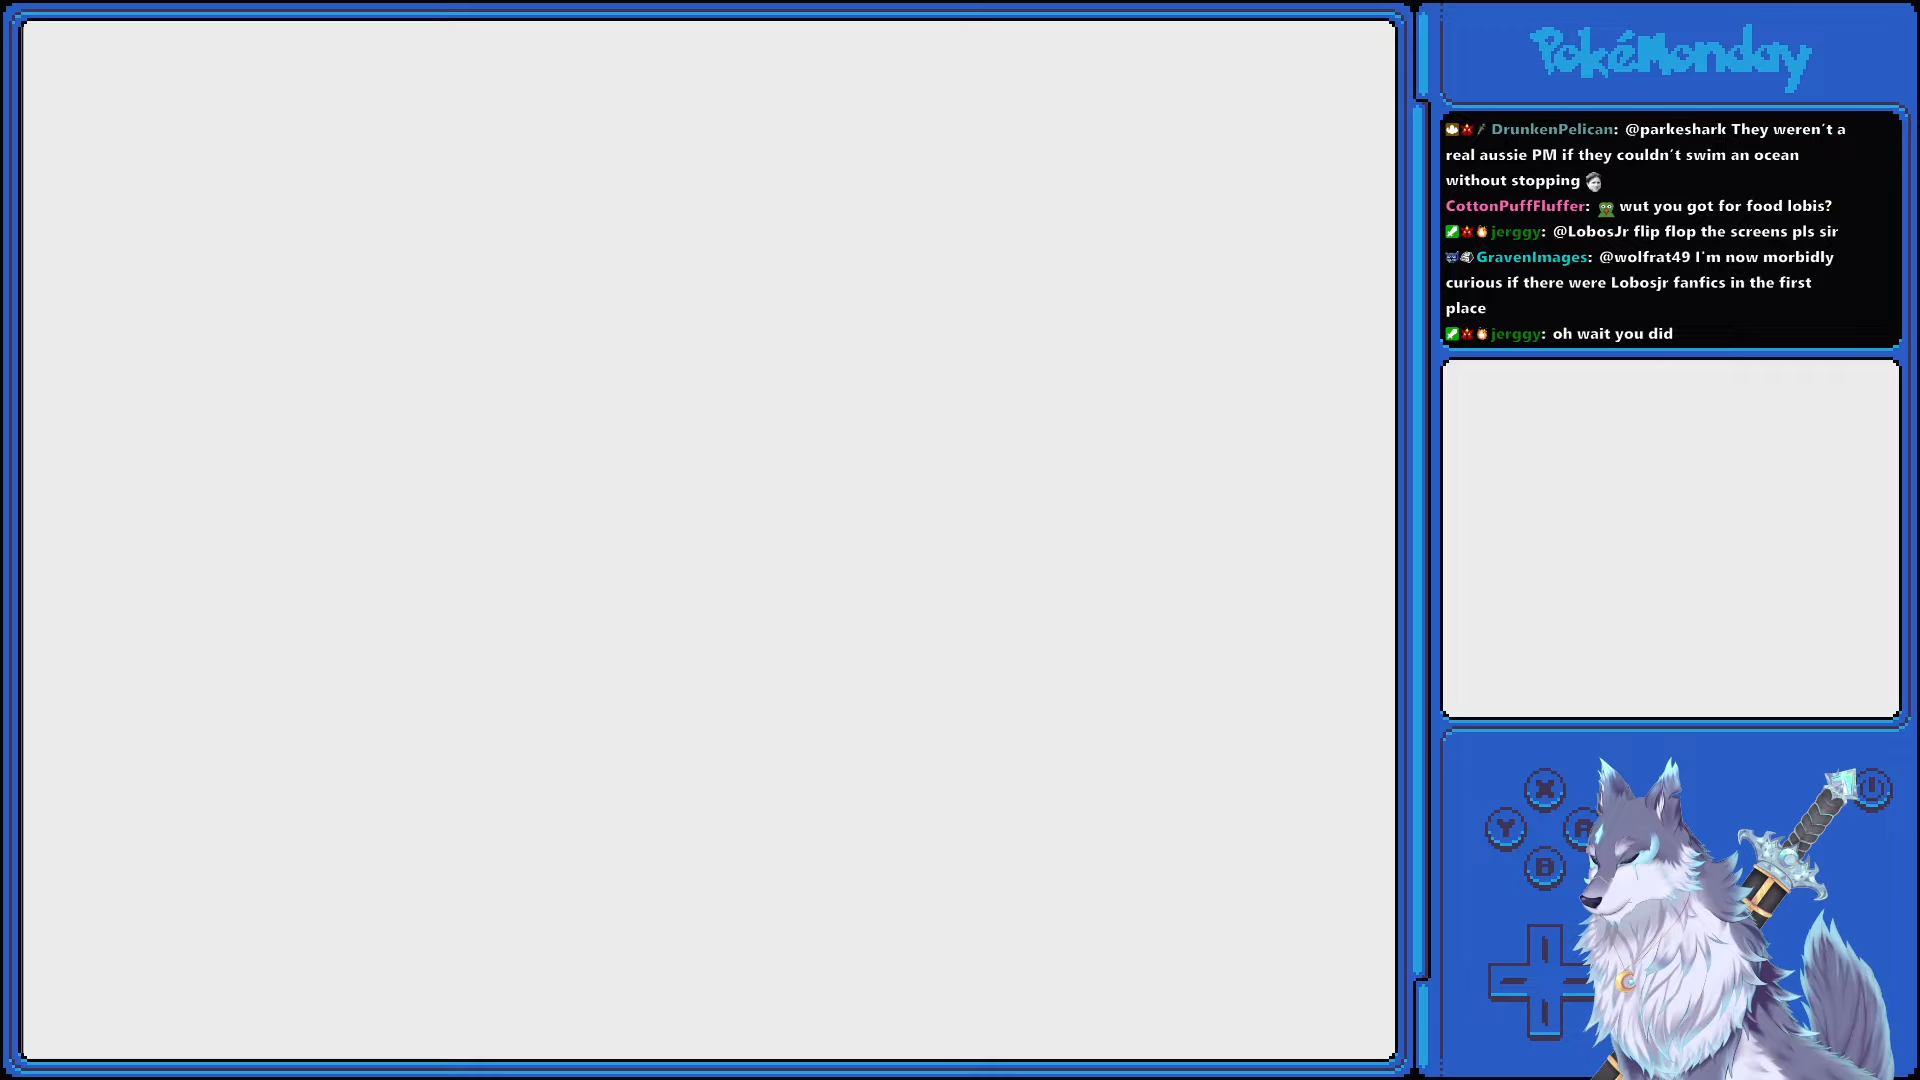 PokéMonday
DrunkenPelican: @parkeshark They weren't a
real aussie PM if they couldn't swim an ocean
without stopping
CottonPuffFluffer: wut you got for food lobis?
jerggy: @LobosJr flip flop the screens pls sir
GravenImages: @wolfrat49 I'm now morbidly
curious if there were Lobosjr fanfics in the first
place
jerggy: oh wait you did
X
Y A
B